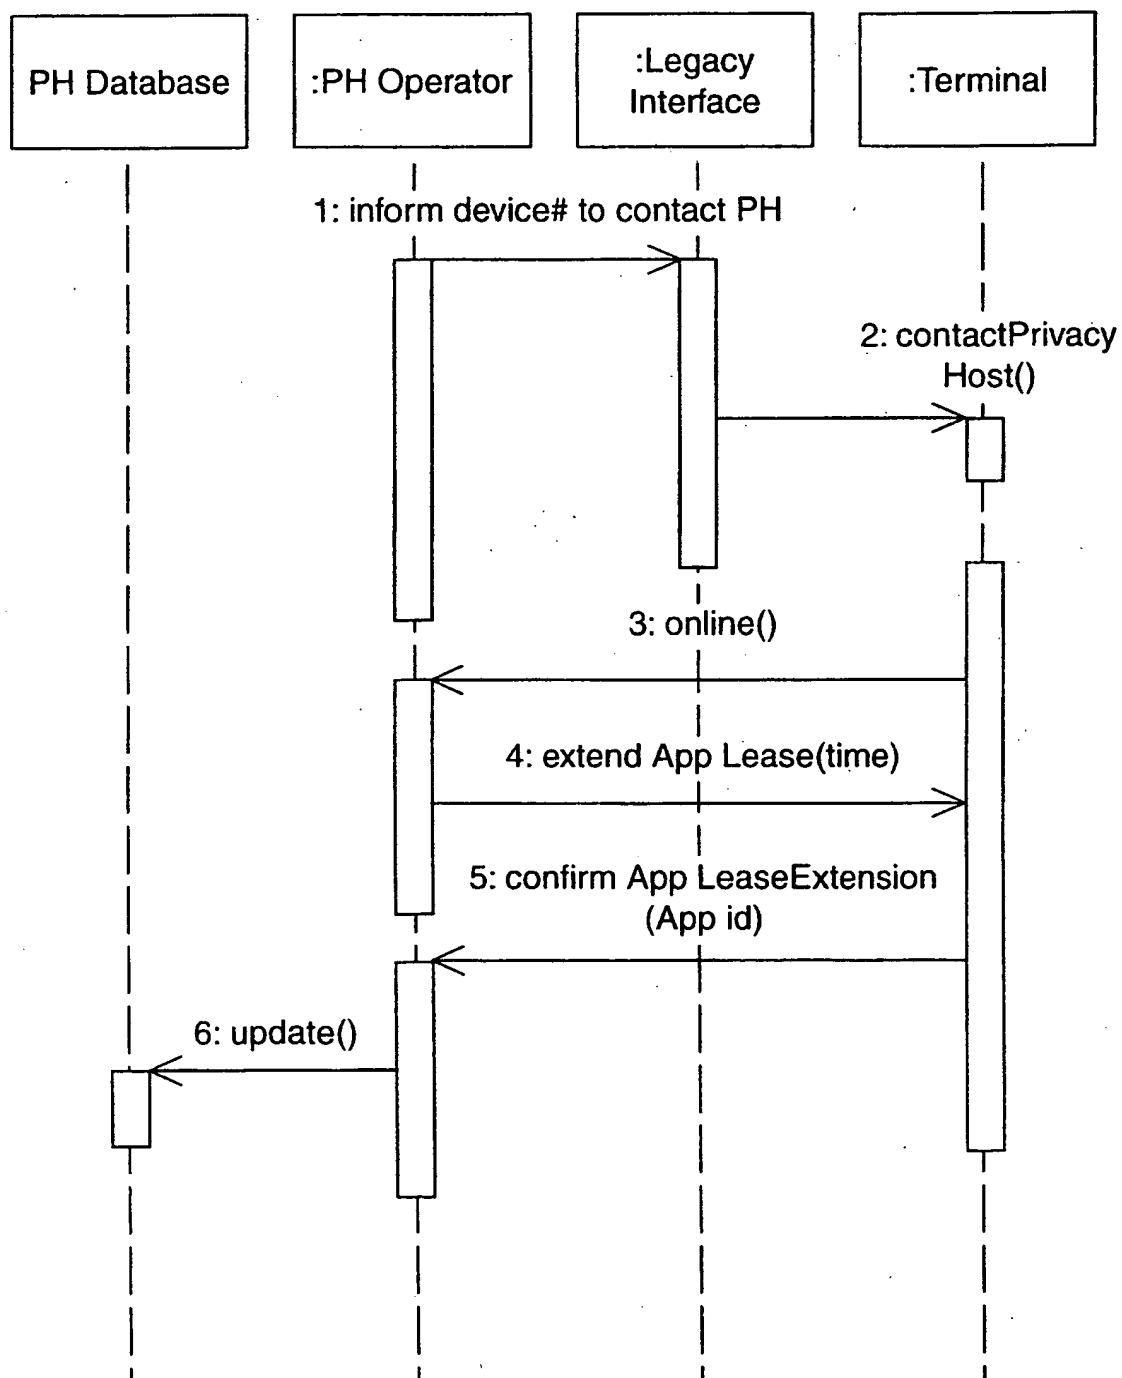 PH Database
:PH Operator
:Legacy
Interface
:Terminal
1: inform device# to contact PH
2: contactPrivacy
Host()
3: online()
4: extend App Lease(time)
5: confirm App LeaseExtension
(App id)
6: update()